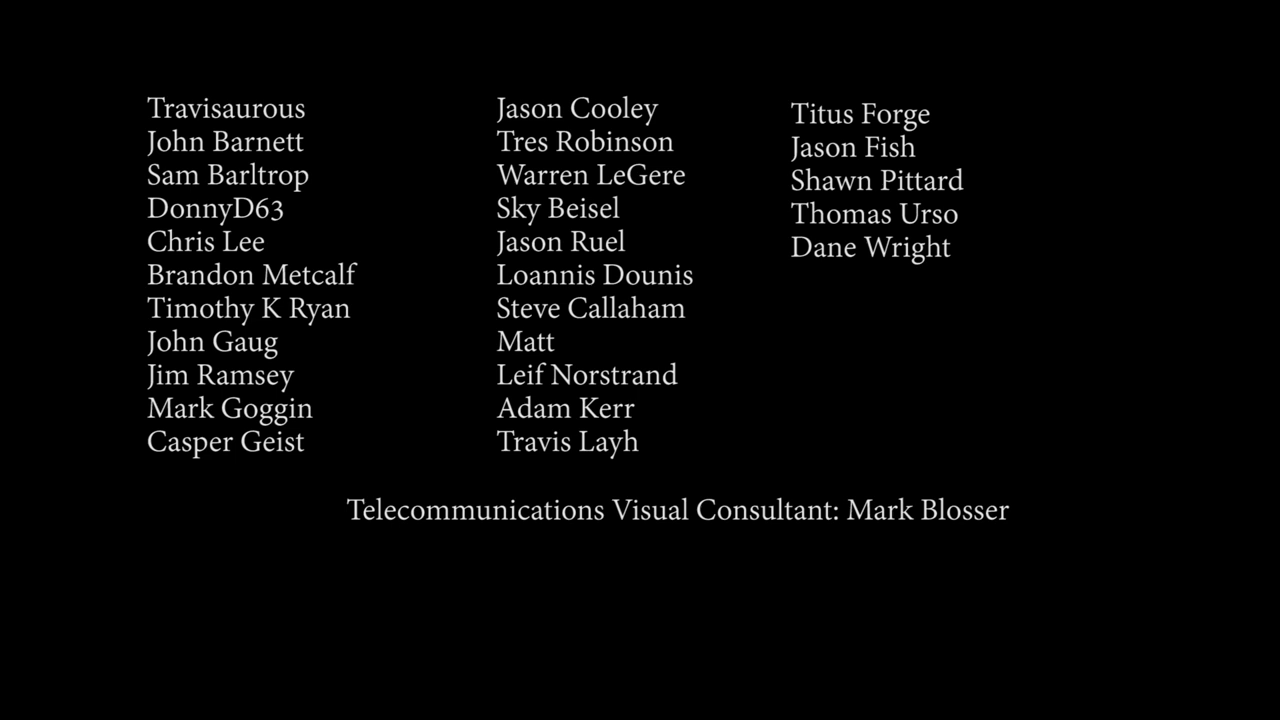 Travisaurous
John Barnett
Sam Barltrop
DonnyD63
Chris Lee
Brandon Metcalf
Timothy K Ryan
John Gaug
Jim Ramsey
Mark Goggin
Casper Geist
Jason Cooley
Tres Robinson
Warren LeGere
Sky Beisel
Jason Ruel
Loannis Dounis
Steve Callaham
Matt
Leif Norstrand
Adam Kerr
Travis Layh
Titus Forge
Jason Fish
Shawn Pittard
Thomas Urso
Dane Wright
Telecommunications Visual Consultant: Mark Blosser